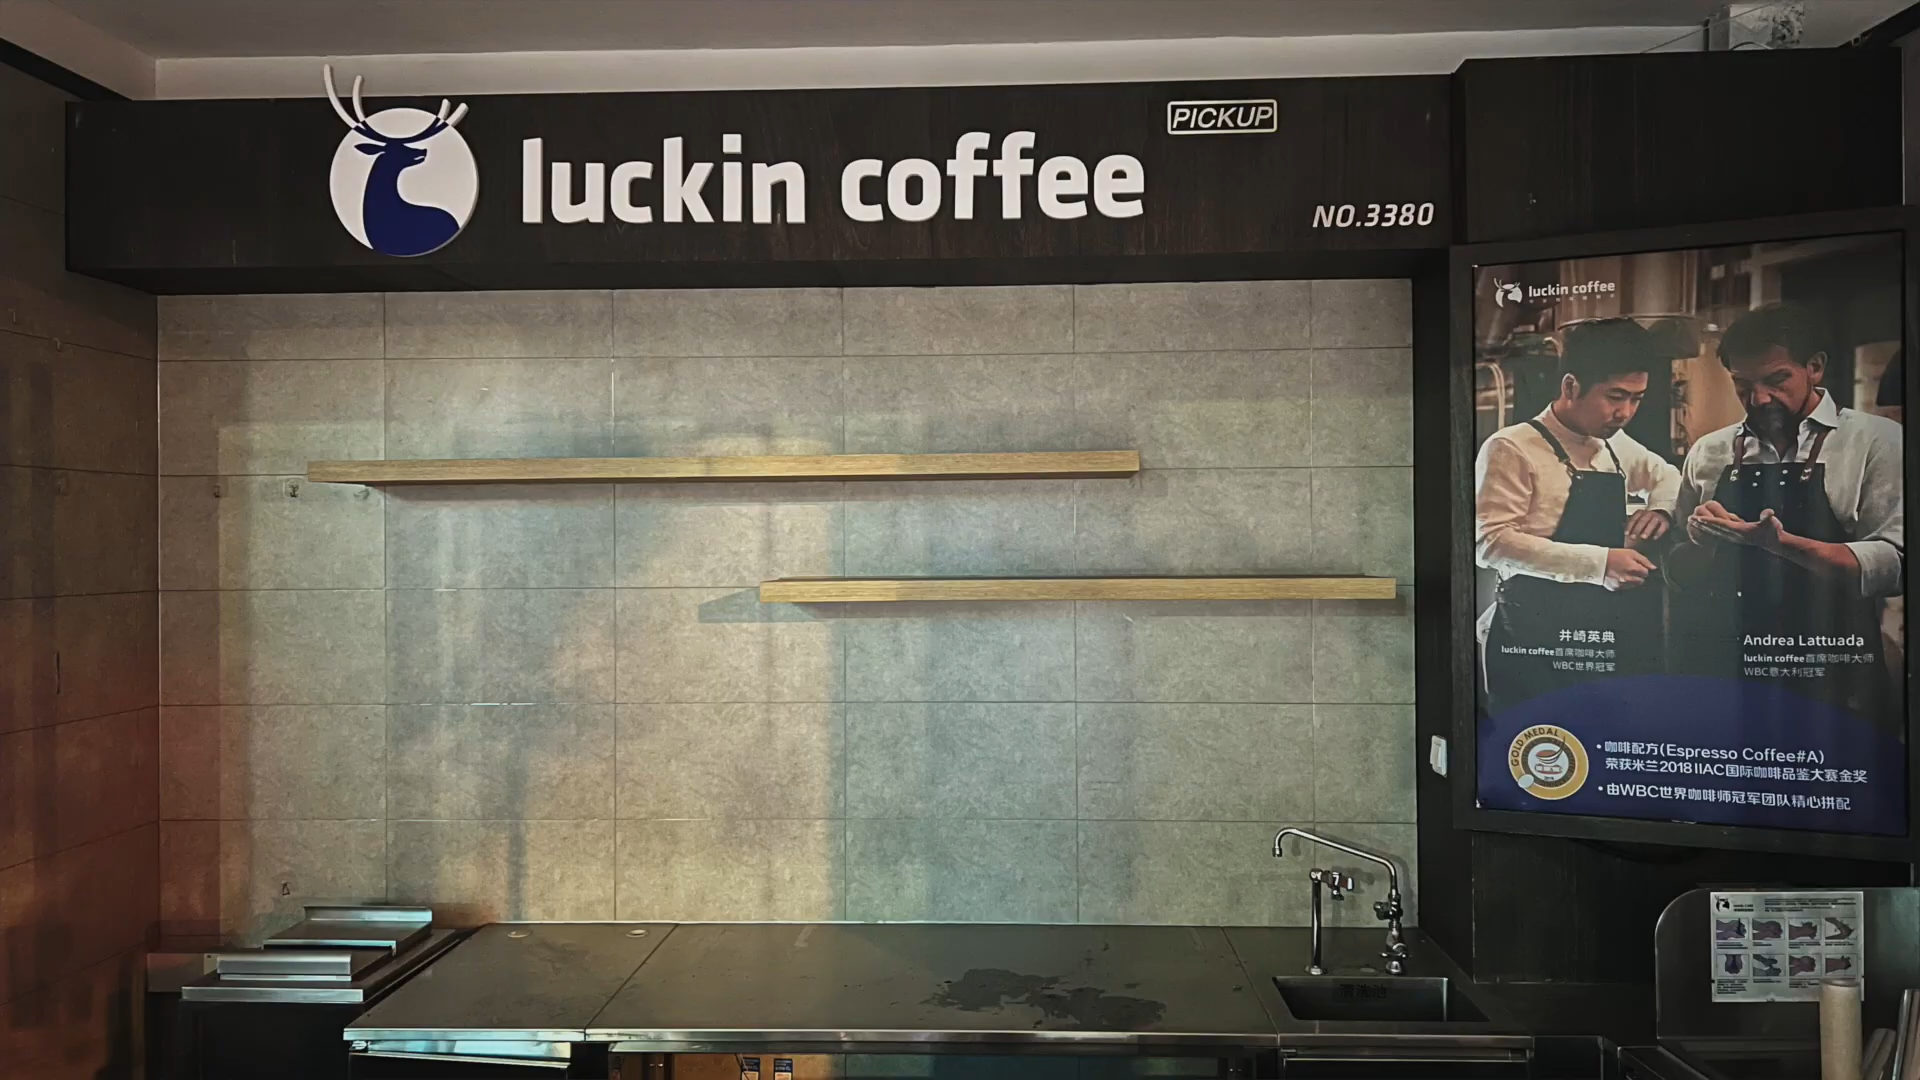 luckin coffee
PICKUP
NO.3380
luckin coffee
井崎英典
luckin coffee首席咖啡大师
WBC世界冠军
Andrea Lattuada
luckin coffee首席咖啡大师
WBC意大利冠军
GOLD MEDAL
• 咖啡配方(Espresso Coffee#A)
荣获米兰2018 IIAC国际咖啡品鉴大赛金奖
• 由WBC世界咖啡师冠军团队精心拼配
清洗池